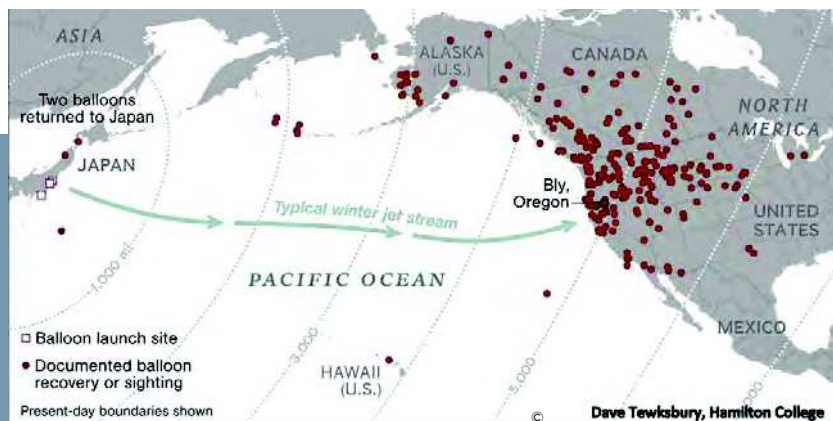 ASIA
ALASKA
(U.S.)
CANADA
Two balloons
returned to Japan
NORTH
AMERICA
JAPAN
Bly,
Oregon
Typical winter jet stream
UNITED
STATES
1,000 mi.
PACIFIC OCEAN
3,000
5,000
MEXICO
Balloon launch site
Documented balloon
recovery or sighting
HAWAII
(U.S.)
Present-day boundaries shown
©
Dave Tewksbury, Hamilton College